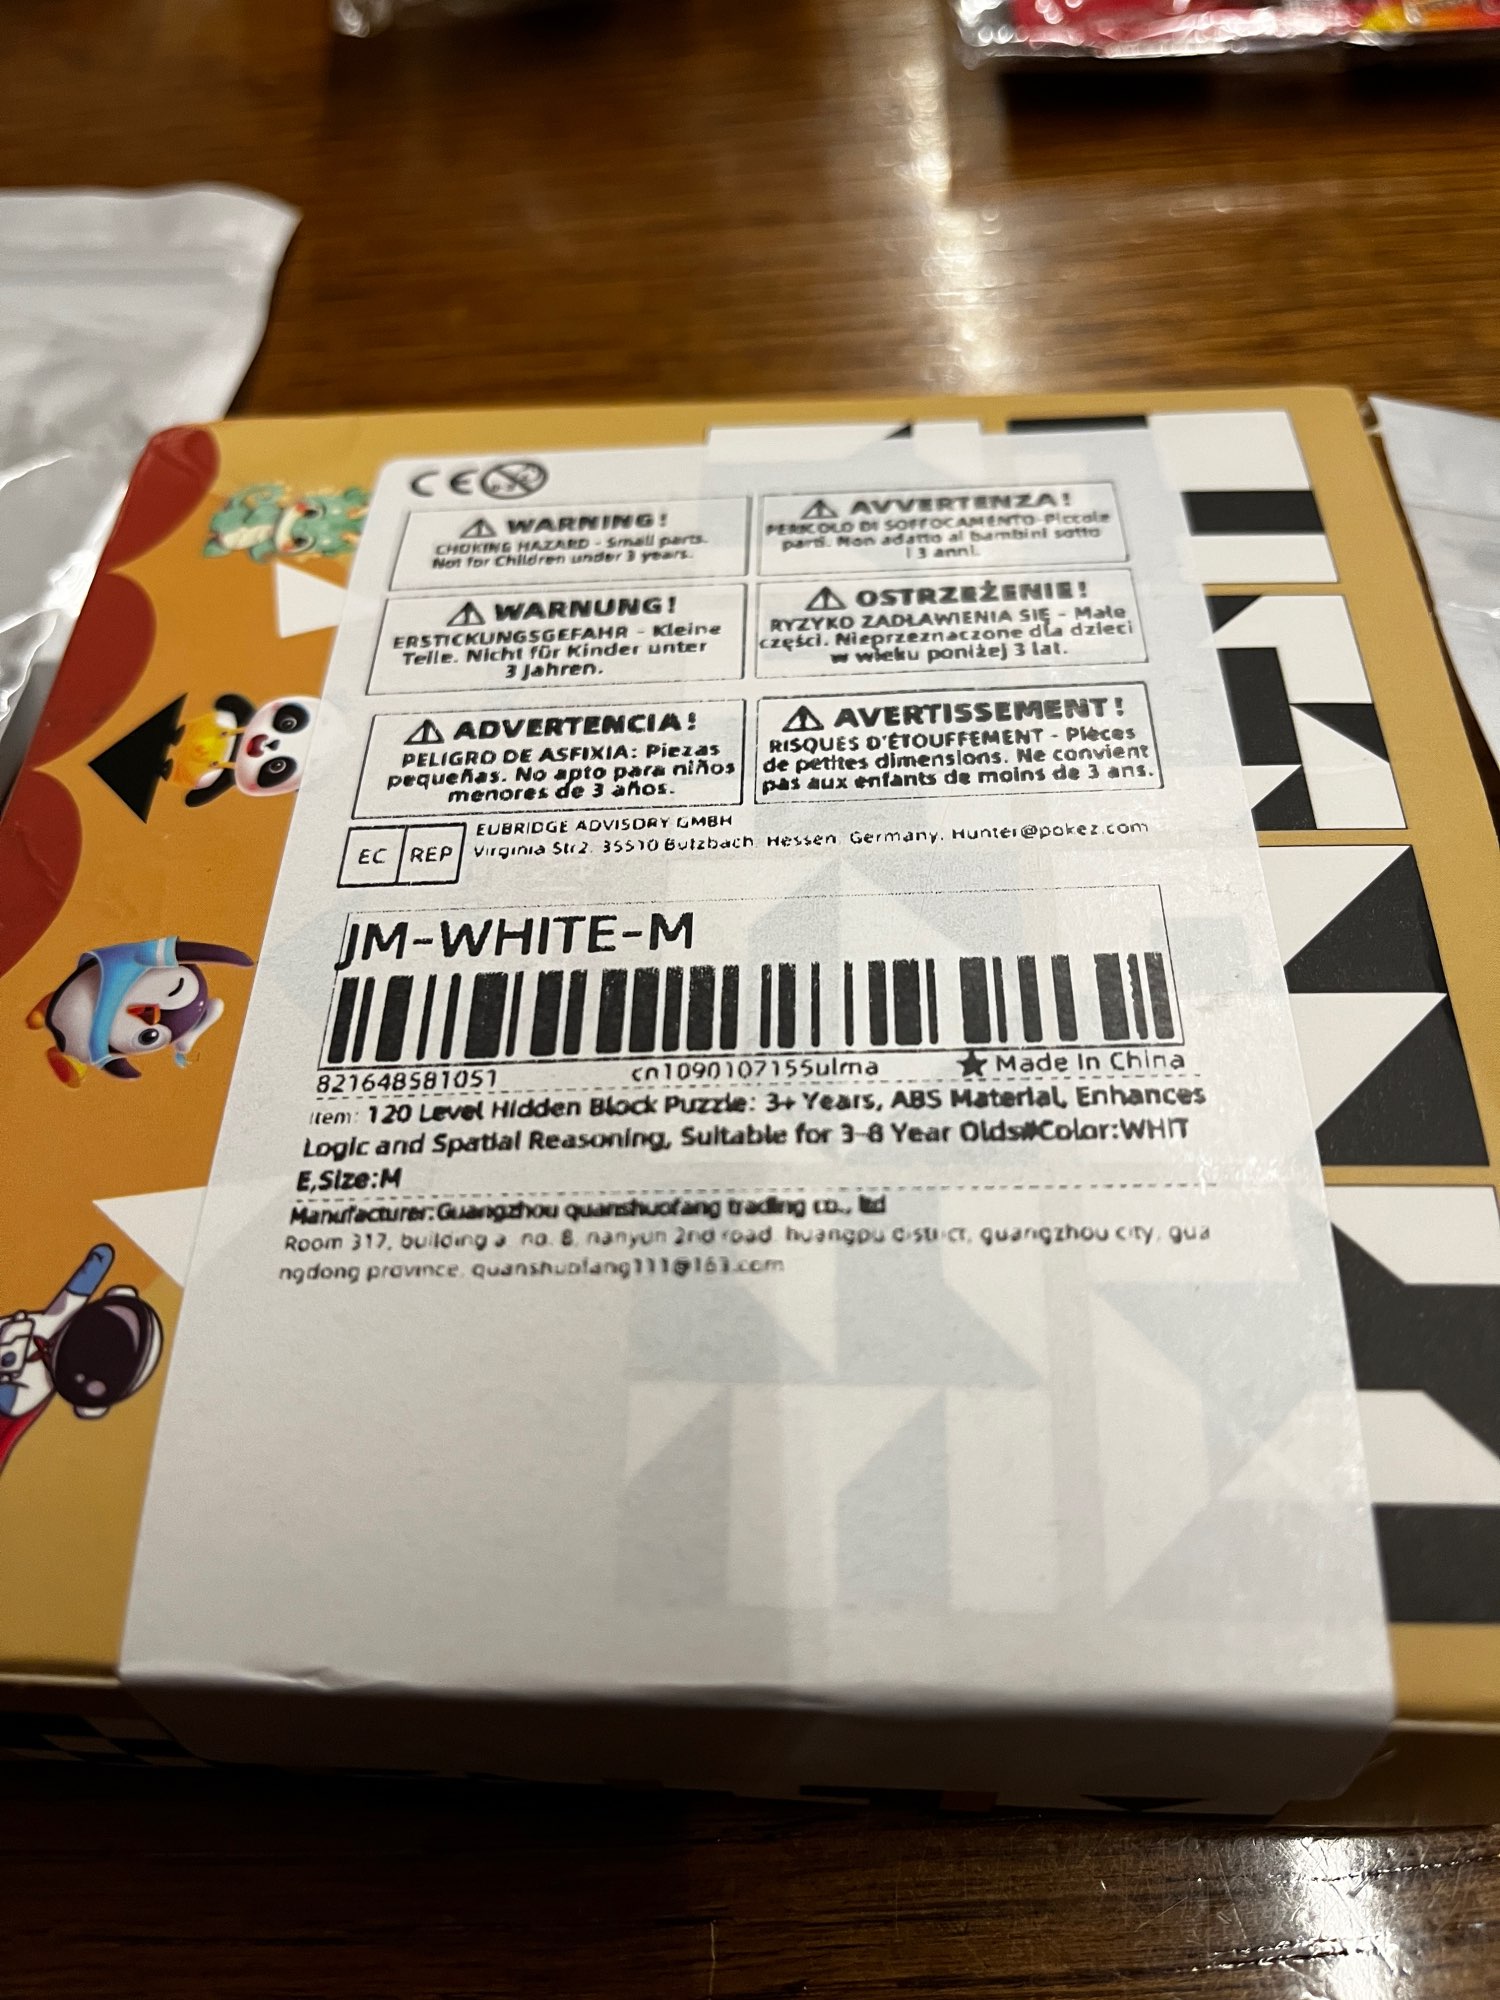 CE
WARNING!
CHOKING HAZARD - Small parts.
Not for Children under 3 years.
AVVERTENZA!
PERICOLO DI SOFFOCAMENTO-Piccole
parti. Non adatto ai bambini sotto
i 3 anni.
WARNUNG!
ERSTICKUNGSGEFAHR - Kleine
Teile. Nicht für Kinder unter
3 Jahren.
OSTRZEŻENIE!
RYZYKO ZADŁAWIENIA SIĘ - Małe
części. Nieprzeznaczone dla dzieci
w wieku poniżej 3 lat.
ADVERTENCIA!
PELIGRO DE ASFIXIA: Piezas
pequeñas. No apto para niños
menores de 3 años.
AVERTISSEMENT!
RISQUES D'ÉTOUFFEMENT - Pièces
de petites dimensions. Ne convient
pas aux enfants de moins de 3 ans.
EC REP
EUBRIDGE ADVISORY GMBH
Virginia Str2. 35510 Butzbach Hessen, Germany. Hunter@pokez.com
JM-WHITE-M
821648581051 cn1090107155ulma ★ Made In China
Item: 120 Level Hidden Block Puzzle: 3+ Years, ABS Material, Enhances
Logic and Spatial Reasoning, Suitable for 3-8 Year Olds#Color:WHIT
E,Size:M
Manufacturer:Guangzhou quanshuofang trading co., ltd
Room 317, building a, no. 8, nanyun 2nd road, huangpu district, guangzhou city, gua
ngdong province, quanshuofang111@163.com